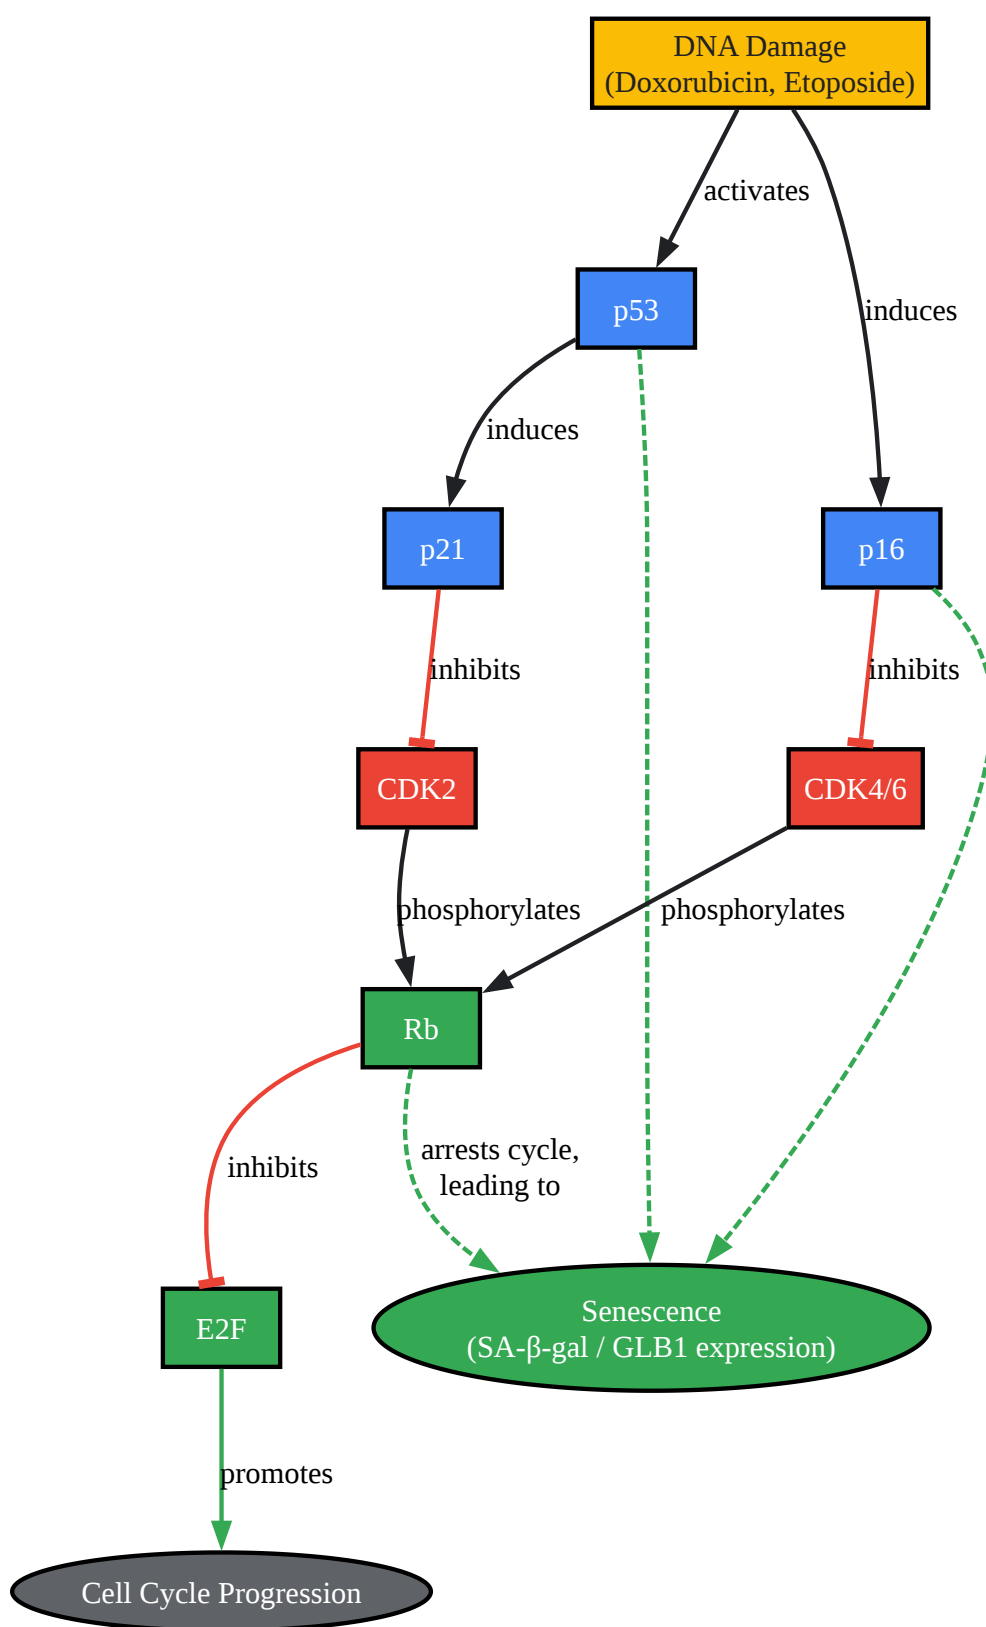 DNA Damage
(Doxorubicin, Etoposide)
activates
p53
induces
induces
p21
p16
inhibits
inhibits
CDK2
CDK4/6
phosphorylates
phosphorylates
Rb
arrests cycle,
leading to
inhibits
Senescence
(SA-β-gal / GLB1 expression)
E2F
promotes
Cell Cycle Progression